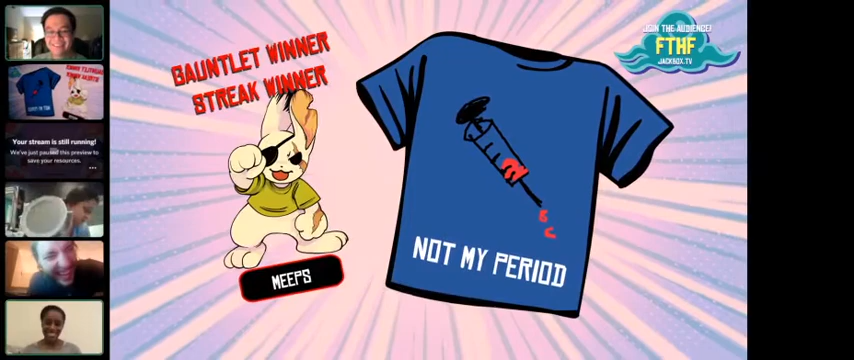 GAUNTLET WINNER
STREAK WINNER
MEEPS
NOT MY PERIOD
JOIN THE AUDIENCE!
FTHF
JACKBOX.TV
Your stream is still running!
We've just paused this preview to
save your resources.